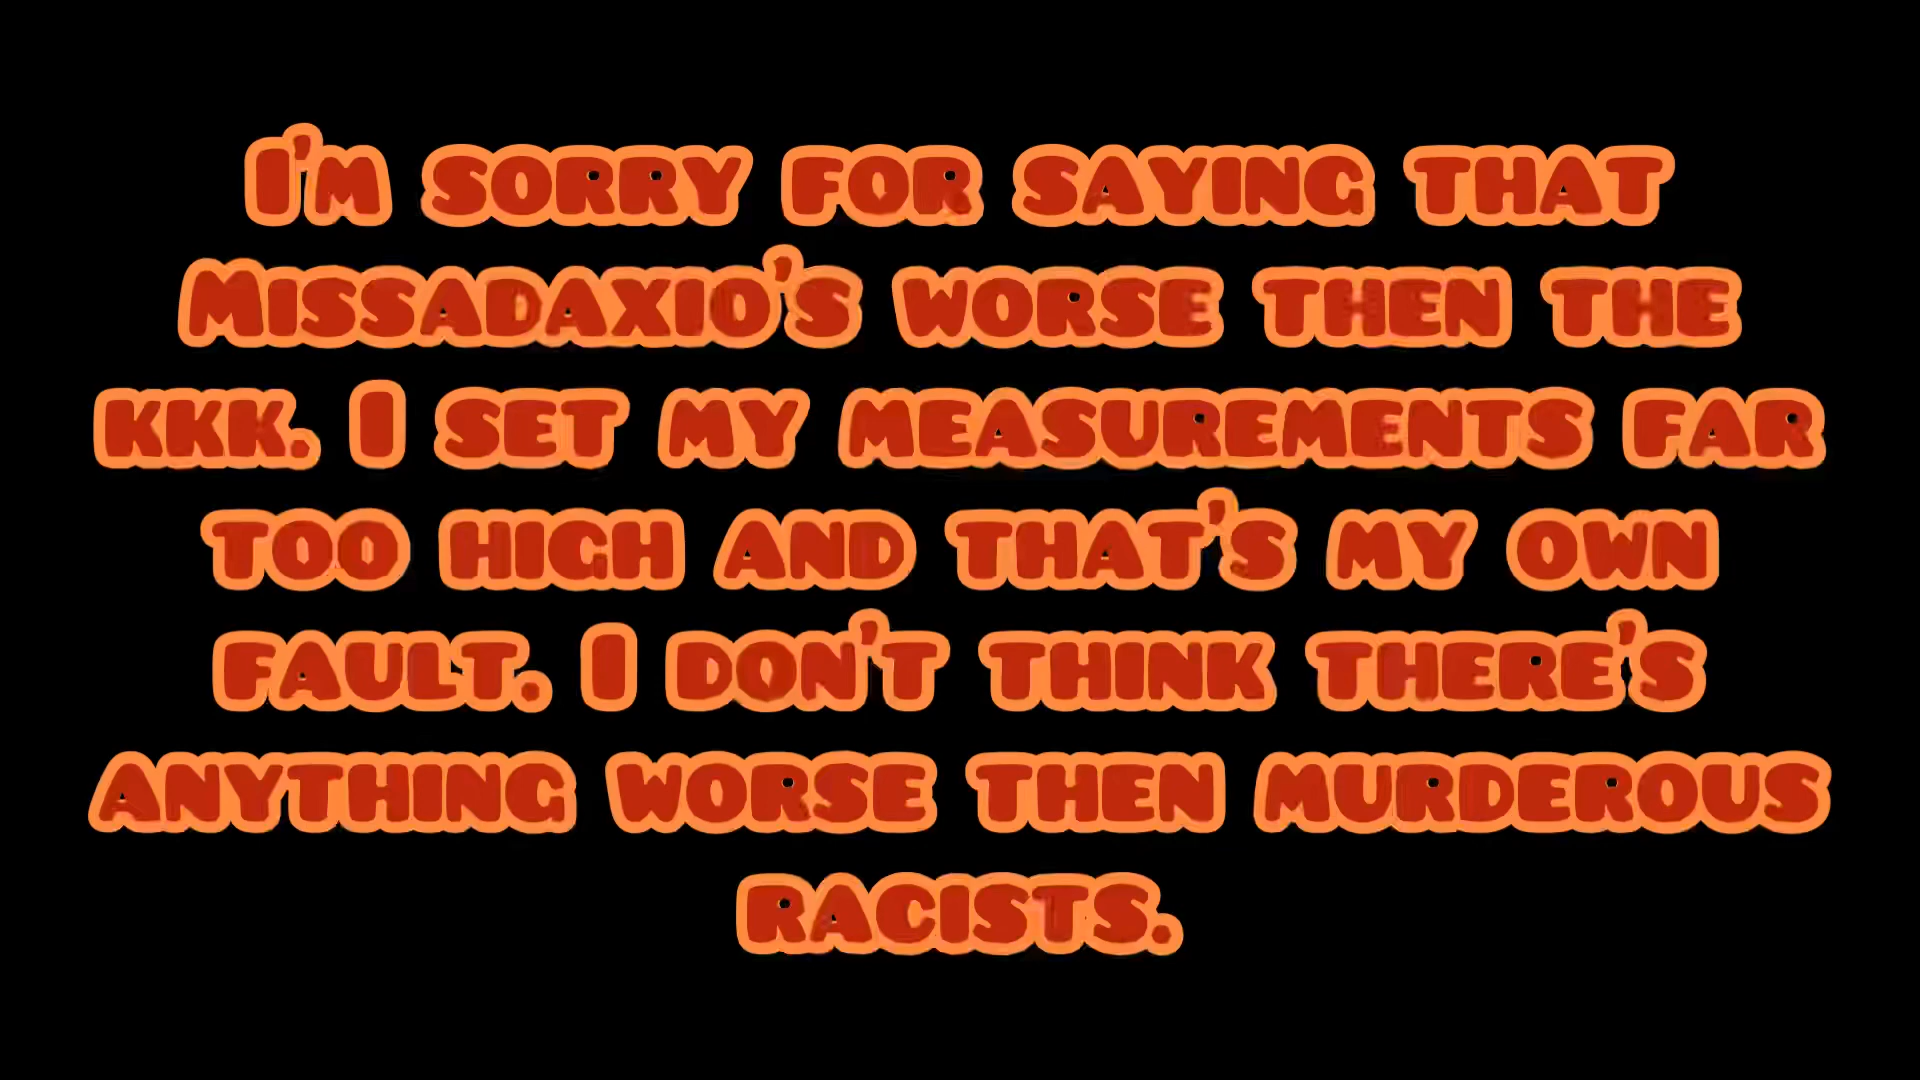 I'm sorry for saying that
Missadaxio's worse then the
kkk. I set my measurements far
too high and that's my own
fault. I don't think there's
anything worse then murderous
racists.